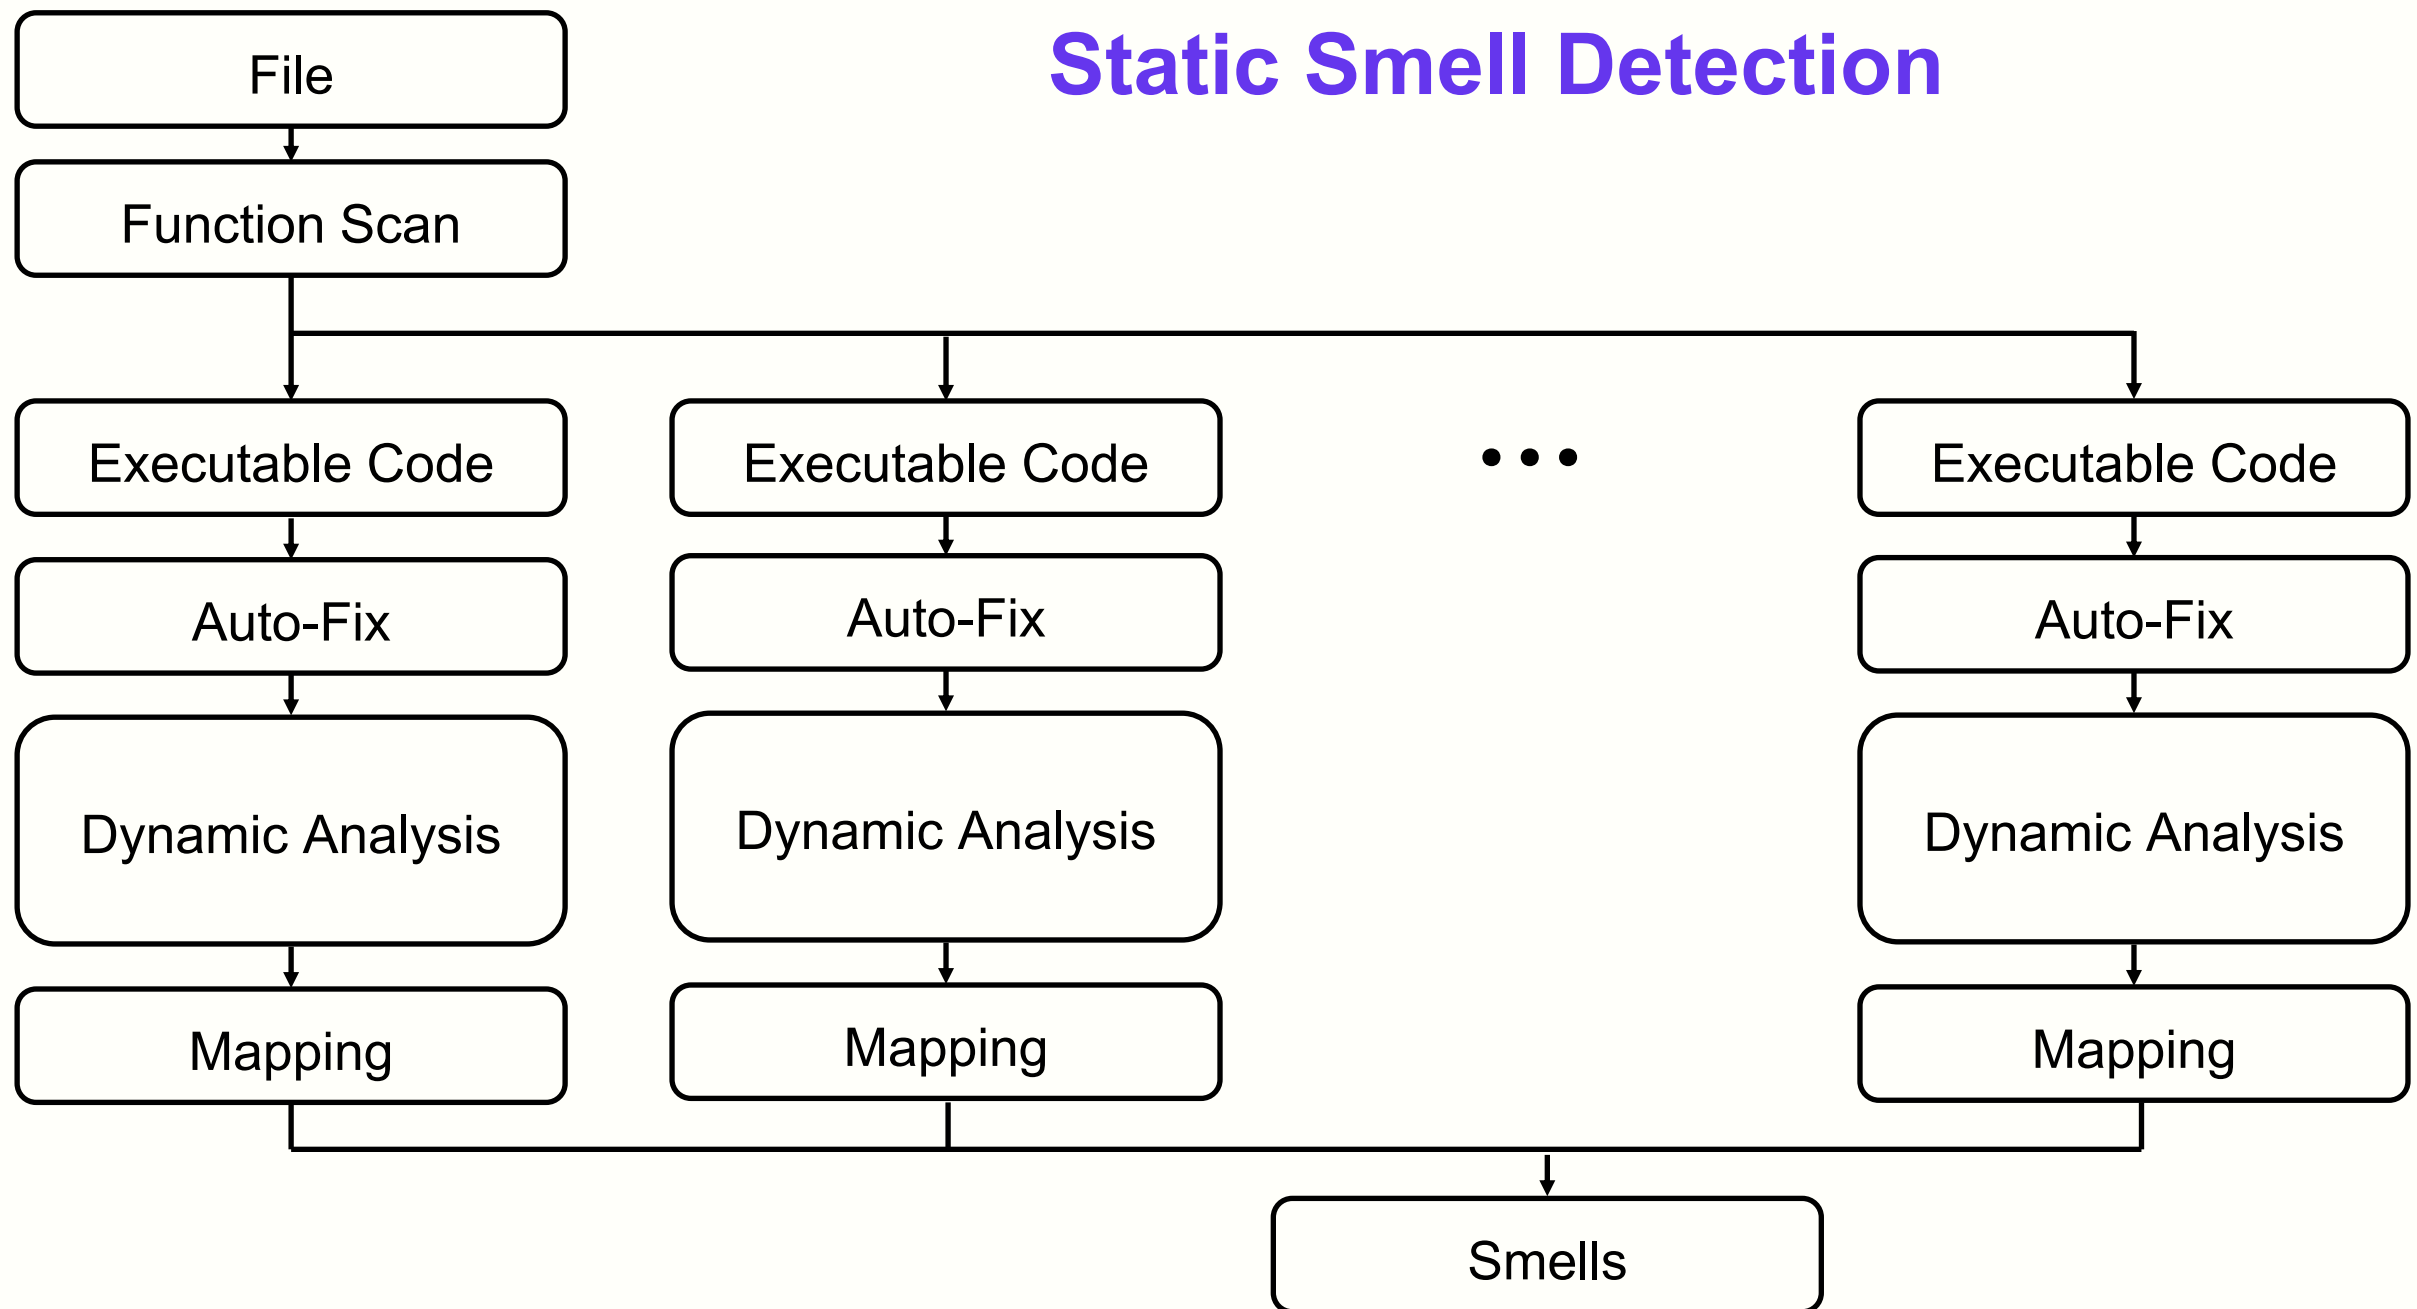 Static Smell Detection
File
Function Scan
Executable Code
Executable Code
• • •
Executable Code
Auto-Fix
Auto-Fix
Auto-Fix
Dynamic Analysis
Dynamic Analysis
Dynamic Analysis
Mapping
Mapping
Mapping
Smells